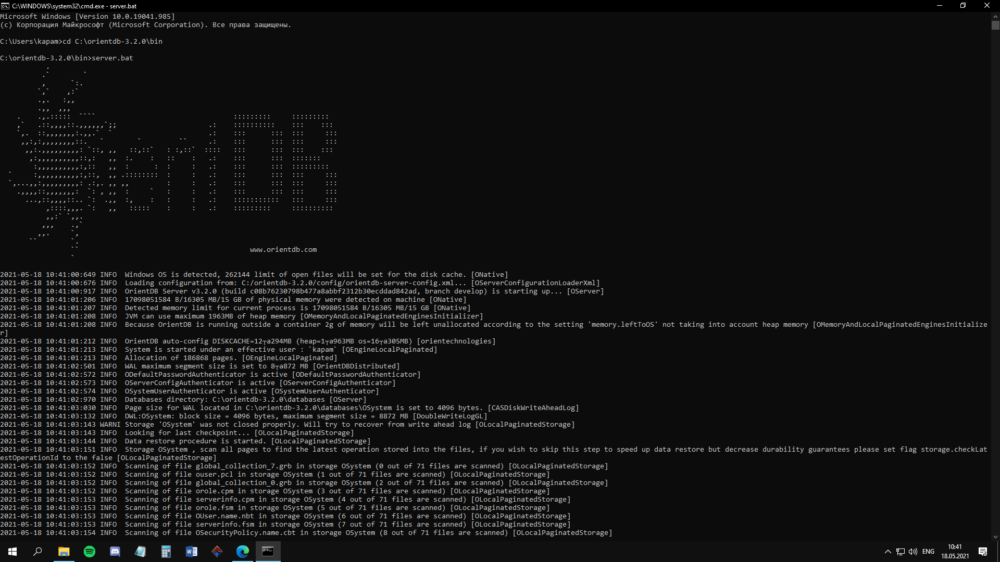 C:\WINDOWS\system32\cmd.exe - server.bat
Microsoft Windows [Version 10.0.19041.985]
(c) Корпорация Майкрософт (Microsoft Corporation). Все права защищены.
C:\Users\kapam>cd C:\orientdb-3.2.0\bin
C:\orientdb-3.2.0\bin>server.bat
www.orientdb.com
2021-05-18 10:41:00:649 INFO  Windows OS is detected, 262144 limit of open files will be set for the disk cache. [ONative]
2021-05-18 10:41:00:676 INFO  Loading configuration from: C:/orientdb-3.2.0/config/orientdb-server-config.xml... [OServerConfigurationLoaderXml]
2021-05-18 10:41:00:917 INFO  OrientDB Server v3.2.0 (build c08b76230798b477a8abbf2312b30ecddad842ad, branch develop) is starting up... [OServer]
2021-05-18 10:41:01:206 INFO  17098051584 B/16305 MB/15 GB of physical memory were detected on machine [ONative]
2021-05-18 10:41:01:207 INFO  Detected memory limit for current process is 17098051584 B/16305 MB/15 GB [ONative]
2021-05-18 10:41:01:208 INFO  JVM can use maximum 1963MB of heap memory [OMemoryAndLocalPaginatedEnginesInitializer]
2021-05-18 10:41:01:208 INFO  Because OrientDB is running outside a container 2g of memory will be left unallocated according to the setting 'memory.leftToOS' not taking into account heap memory [OMemoryAndLocalPaginatedEnginesInitialize
r]
2021-05-18 10:41:01:212 INFO  OrientDB auto-config DISKCACHE=12┬а294MB (heap=1┬а963MB os=16┬а305MB) [orientechnologies]
2021-05-18 10:41:01:213 INFO  System is started under an effective user : `kapam` [OEngineLocalPaginated]
2021-05-18 10:41:01:213 INFO  Allocation of 186868 pages. [OEngineLocalPaginated]
2021-05-18 10:41:02:501 INFO  WAL maximum segment size is set to 8┬а872 MB [OrientDBDistributed]
2021-05-18 10:41:02:572 INFO  ODefaultPasswordAuthenticator is active [ODefaultPasswordAuthenticator]
2021-05-18 10:41:02:573 INFO  OServerConfigAuthenticator is active [OServerConfigAuthenticator]
2021-05-18 10:41:02:574 INFO  OSystemUserAuthenticator is active [OSystemUserAuthenticator]
2021-05-18 10:41:02:970 INFO  Databases directory: C:\orientdb-3.2.0\databases [OServer]
2021-05-18 10:41:03:030 INFO  Page size for WAL located in C:\orientdb-3.2.0\databases\OSystem is set to 4096 bytes. [CASDiskWriteAheadLog]
2021-05-18 10:41:03:132 INFO  DWL:OSystem: block size = 4096 bytes, maximum segment size = 8872 MB [DoubleWriteLogGL]
2021-05-18 10:41:03:143 WARNI Storage 'OSystem' was not closed properly. Will try to recover from write ahead log [OLocalPaginatedStorage]
2021-05-18 10:41:03:143 INFO  Looking for last checkpoint... [OLocalPaginatedStorage]
2021-05-18 10:41:03:144 INFO  Data restore procedure is started. [OLocalPaginatedStorage]
2021-05-18 10:41:03:151 INFO  Storage OSystem , scan all pages to find the latest operation stored into the files, if you wish to skip this step to speed up data restore but decrease durability guarantees please set flag storage.checkLat
estOperationId to the false [OLocalPaginatedStorage]
2021-05-18 10:41:03:152 INFO  Scanning of file global_collection_7.grb in storage OSystem (0 out of 71 files are scanned) [OLocalPaginatedStorage]
2021-05-18 10:41:03:152 INFO  Scanning of file ouser.pcl in storage OSystem (1 out of 71 files are scanned) [OLocalPaginatedStorage]
2021-05-18 10:41:03:152 INFO  Scanning of file global_collection_0.grb in storage OSystem (2 out of 71 files are scanned) [OLocalPaginatedStorage]
2021-05-18 10:41:03:152 INFO  Scanning of file orole.cpm in storage OSystem (3 out of 71 files are scanned) [OLocalPaginatedStorage]
2021-05-18 10:41:03:153 INFO  Scanning of file serverinfo.cpm in storage OSystem (4 out of 71 files are scanned) [OLocalPaginatedStorage]
2021-05-18 10:41:03:153 INFO  Scanning of file orole.fsm in storage OSystem (5 out of 71 files are scanned) [OLocalPaginatedStorage]
2021-05-18 10:41:03:153 INFO  Scanning of file OUser.name.nbt in storage OSystem (6 out of 71 files are scanned) [OLocalPaginatedStorage]
2021-05-18 10:41:03:153 INFO  Scanning of file serverinfo.fsm in storage OSystem (7 out of 71 files are scanned) [OLocalPaginatedStorage]
2021-05-18 10:41:03:154 INFO  Scanning of file OSecurityPolicy.name.cbt in storage OSystem (8 out of 71 files are scanned) [OLocalPaginatedStorage]
ENG
10:41
18.05.2021